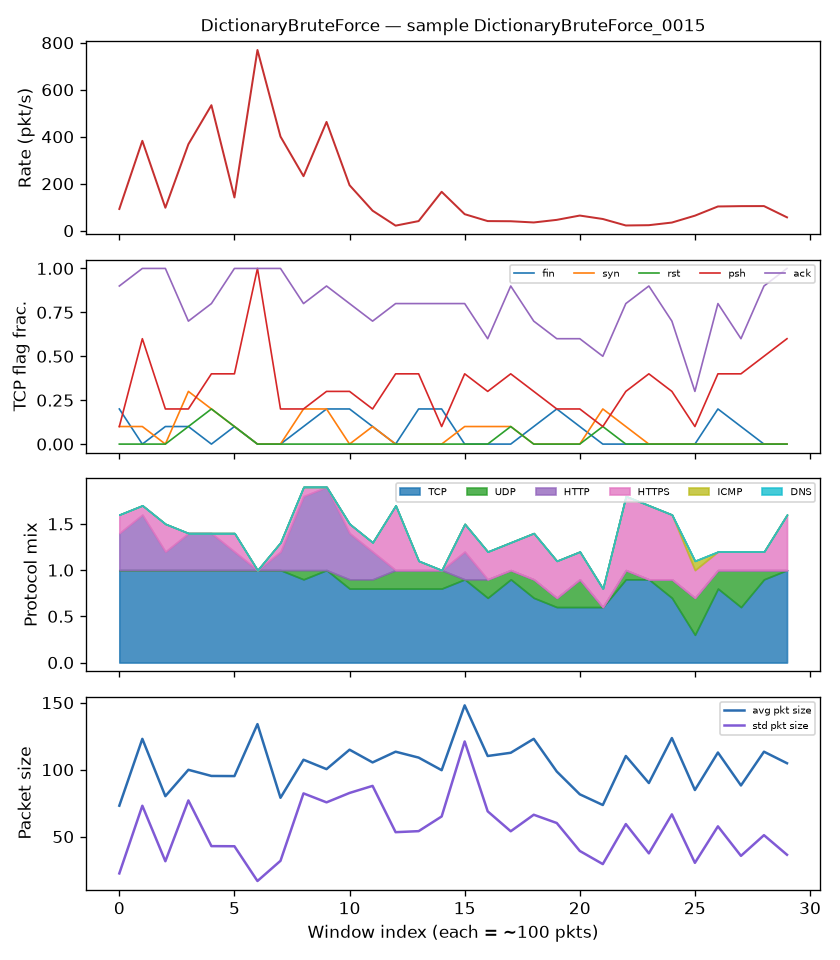 DictionaryBruteForce — sample DictionaryBruteForce_0015
800
600
400
200
0
Rate (pkt/s)
1.00
0.75
0.50
0.25
0.00
TCP flag frac.
fin syn rst psh ack
1.5
1.0
0.5
0.0
Protocol mix
TCP UDP HTTP HTTPS ICMP DNS
150
100
50
Packet size
avg pkt size
std pkt size
0 5 10 15 20 25 30
Window index (each = ~100 pkts)